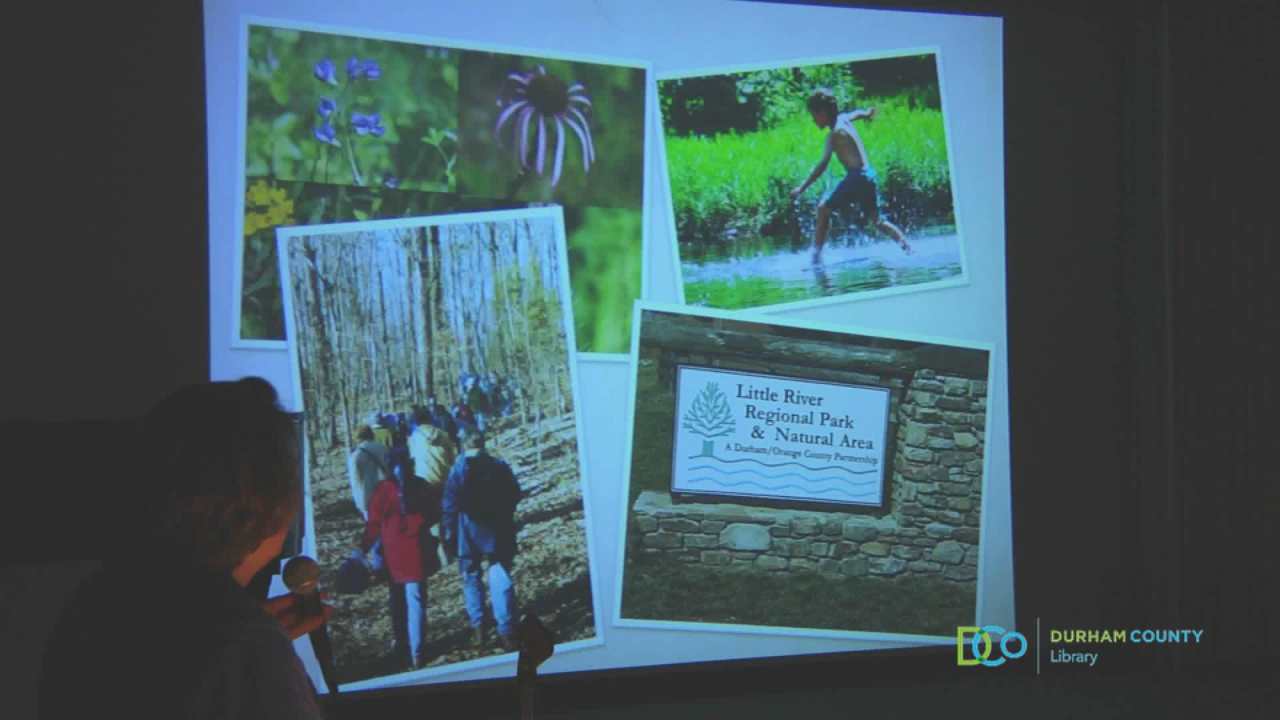 Little River
Regional Park
& Natural Area
A Durham/Orange County Partnership
DCo
DURHAM COUNTY
Library